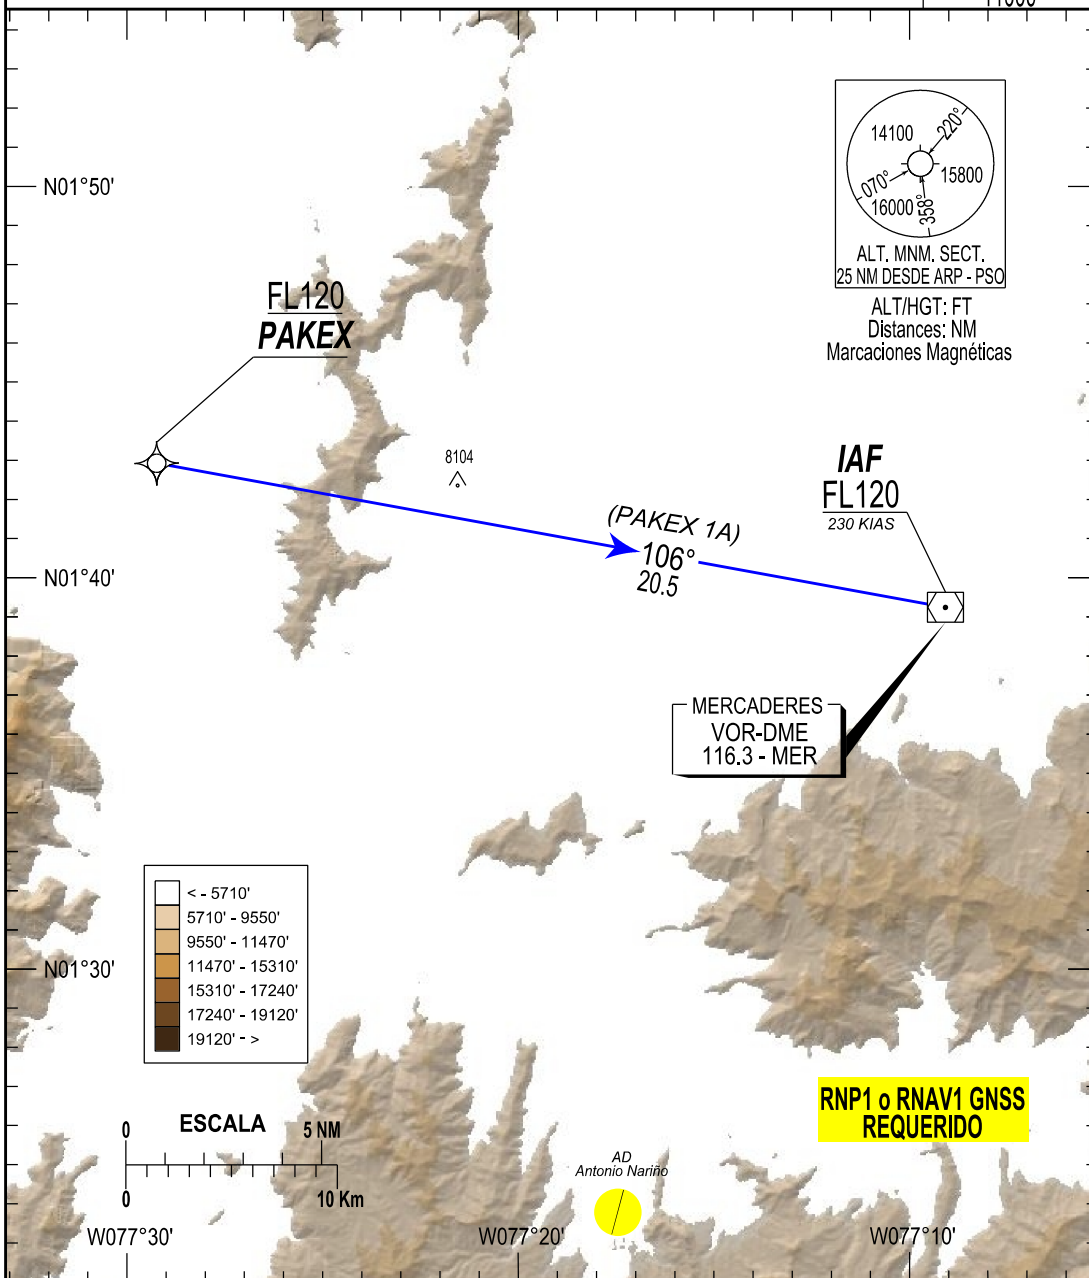 11000
N01°50'
14100
220°
15800
070°
16000
358°
ALT. MNM. SECT.
25 NM DESDE ARP - PSO
ALT/HGT: FT
Distances: NM
Marcaciones Magnéticas
FL120
PAKEX
8104
IAF
FL120
230 KIAS
(PAKEX 1A)
106°
20.5
N01°40'
MERCADERES
VOR-DME
116.3 - MER
< - 5710'
5710' - 9550'
9550' - 11470'
11470' - 15310'
15310' - 17240'
17240' - 19120'
19120' - >
N01°30'
RNP1 o RNAV1 GNSS
REQUERIDO
ESCALA
0 5 NM
0 10 Km
AD
Antonio Nariño
W077°30'
W077°20'
W077°10'